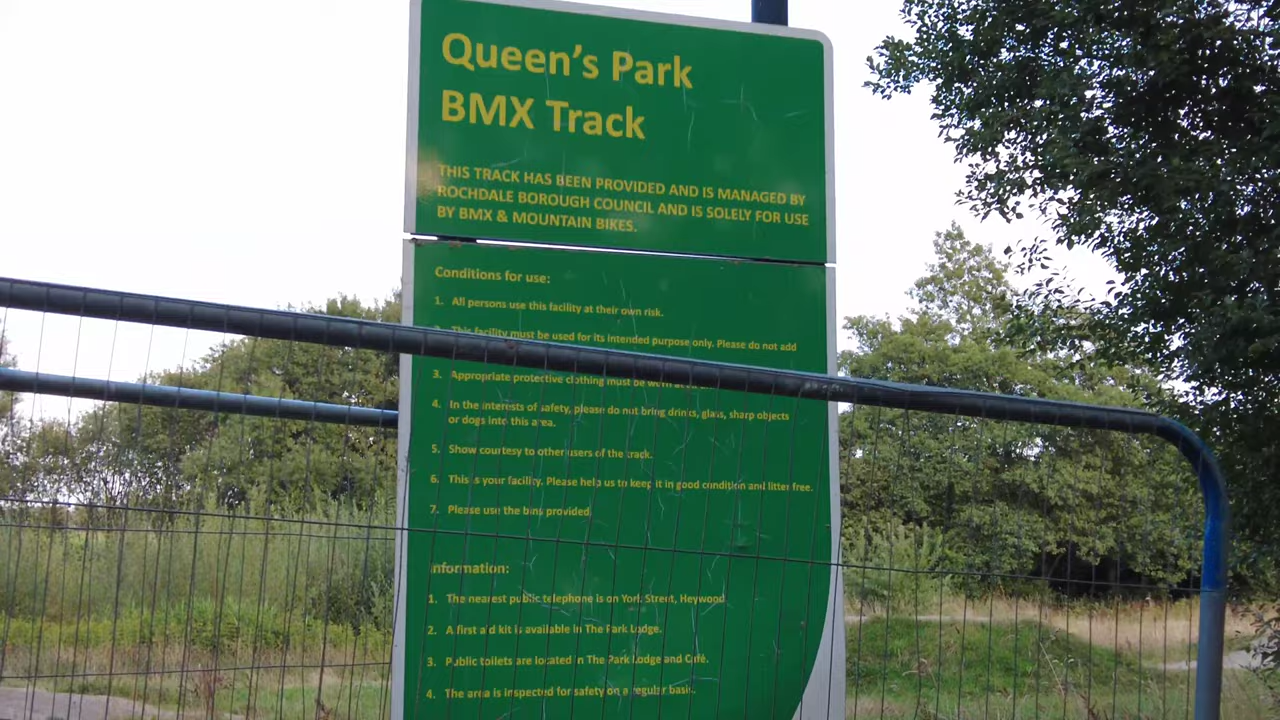 Queen's Park
BMX Track
THIS TRACK HAS BEEN PROVIDED AND IS MANAGED BY
ROCHDALE BOROUGH COUNCIL AND IS SOLELY FOR USE
BY BMX & MOUNTAIN BIKES.
Conditions for use:
1. All persons use this facility at their own risk.
This facility must be used for its intended purpose only. Please do not add
3. Appropriate protective clothing must be worn at
4. In the interests of safety, please do not bring drinks, glass, sharp objects
or dogs into this area.
5. Show courtesy to other users of the track.
6. This is your facility. Please help us to keep it in good condition and litter free.
7. Please use the bins provided.
Information:
1. The nearest public telephone is on York Street, Heywood
2. A first aid kit is available in The Park Lodge.
3. Public toilets are located in The Park Lodge and Café.
4. The area is inspected for safety on a regular basis.